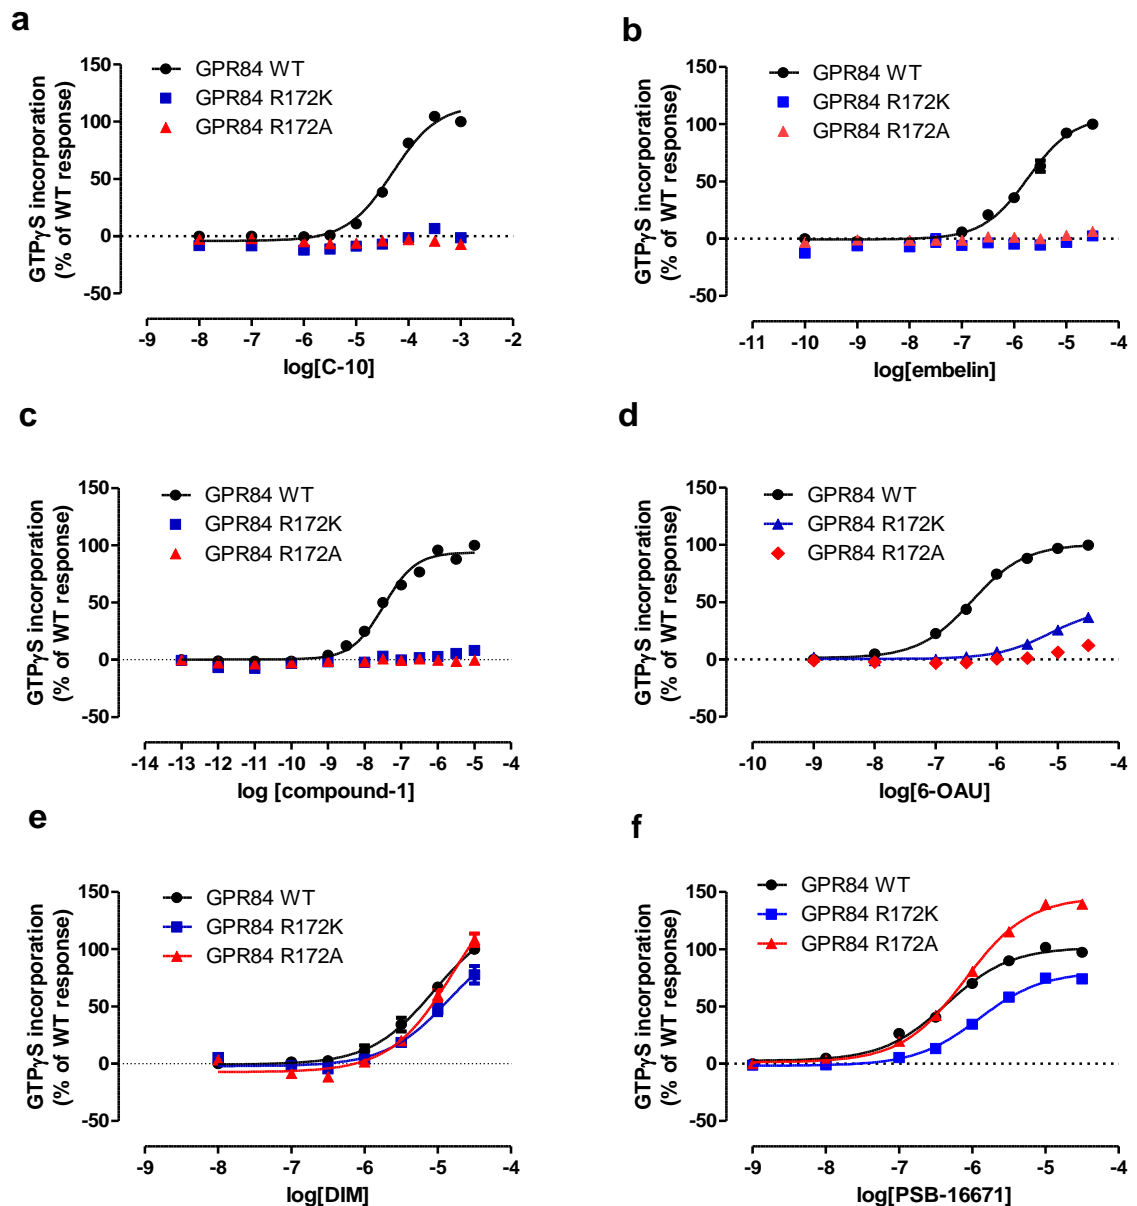 a
GTPγS incorporation
(% of WT response)
150
100
50
0
-50
GPR84 WT
GPR84 R172K
GPR84 R172A
-9 -8 -7 -6 -5 -4 -3 -2
log[C-10]
b
GTPγS incorporation
(% of WT response)
150
100
50
0
-50
GPR84 WT
GPR84 R172K
GPR84 R172A
-11 -10 -9 -8 -7 -6 -5 -4
log[embelin]
c
GTPγS incorporation
(% of WT response)
150
100
50
0
-50
GPR84 WT
GPR84 R172K
GPR84 R172A
-14 -13 -12 -11 -10 -9 -8 -7 -6 -5 -4
log [compound-1]
d
GTPγS incorporation
(% of WT response)
150
100
50
0
-50
GPR84 WT
GPR84 R172K
GPR84 R172A
-10 -9 -8 -7 -6 -5 -4
log[6-OAU]
e
GTPγS incorporation
(% of WT response)
150
100
50
0
-50
GPR84 WT
GPR84 R172K
GPR84 R172A
-9 -8 -7 -6 -5 -4
log[DIM]
f
GTPγS incorporation
(% of WT response)
150
100
50
0
-50
GPR84 WT
GPR84 R172K
GPR84 R172A
-9 -8 -7 -6 -5 -4
log[PSB-16671]